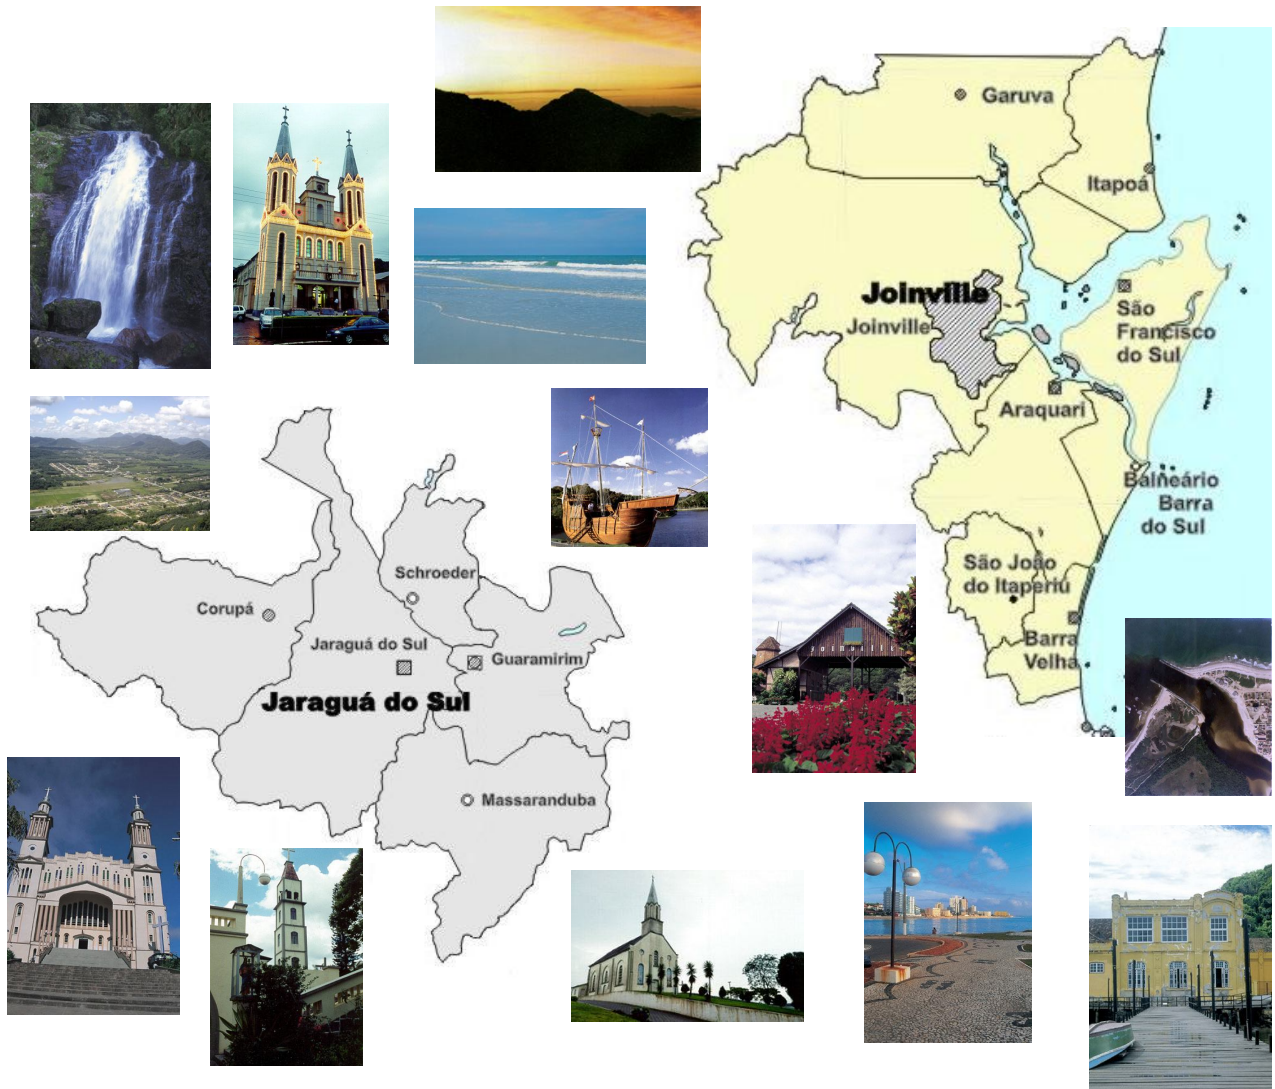 Garuva
Itapoá
Joinville
Joinville
São
Francisco
do Sul
Araquari
Balneário
Barra
do Sul
São João
do Itaperiú
Barra
Velha
Schroeder
Corupá
Jaraguá do Sul
Guaramirim
Jaraguá do Sul
Massaranduba